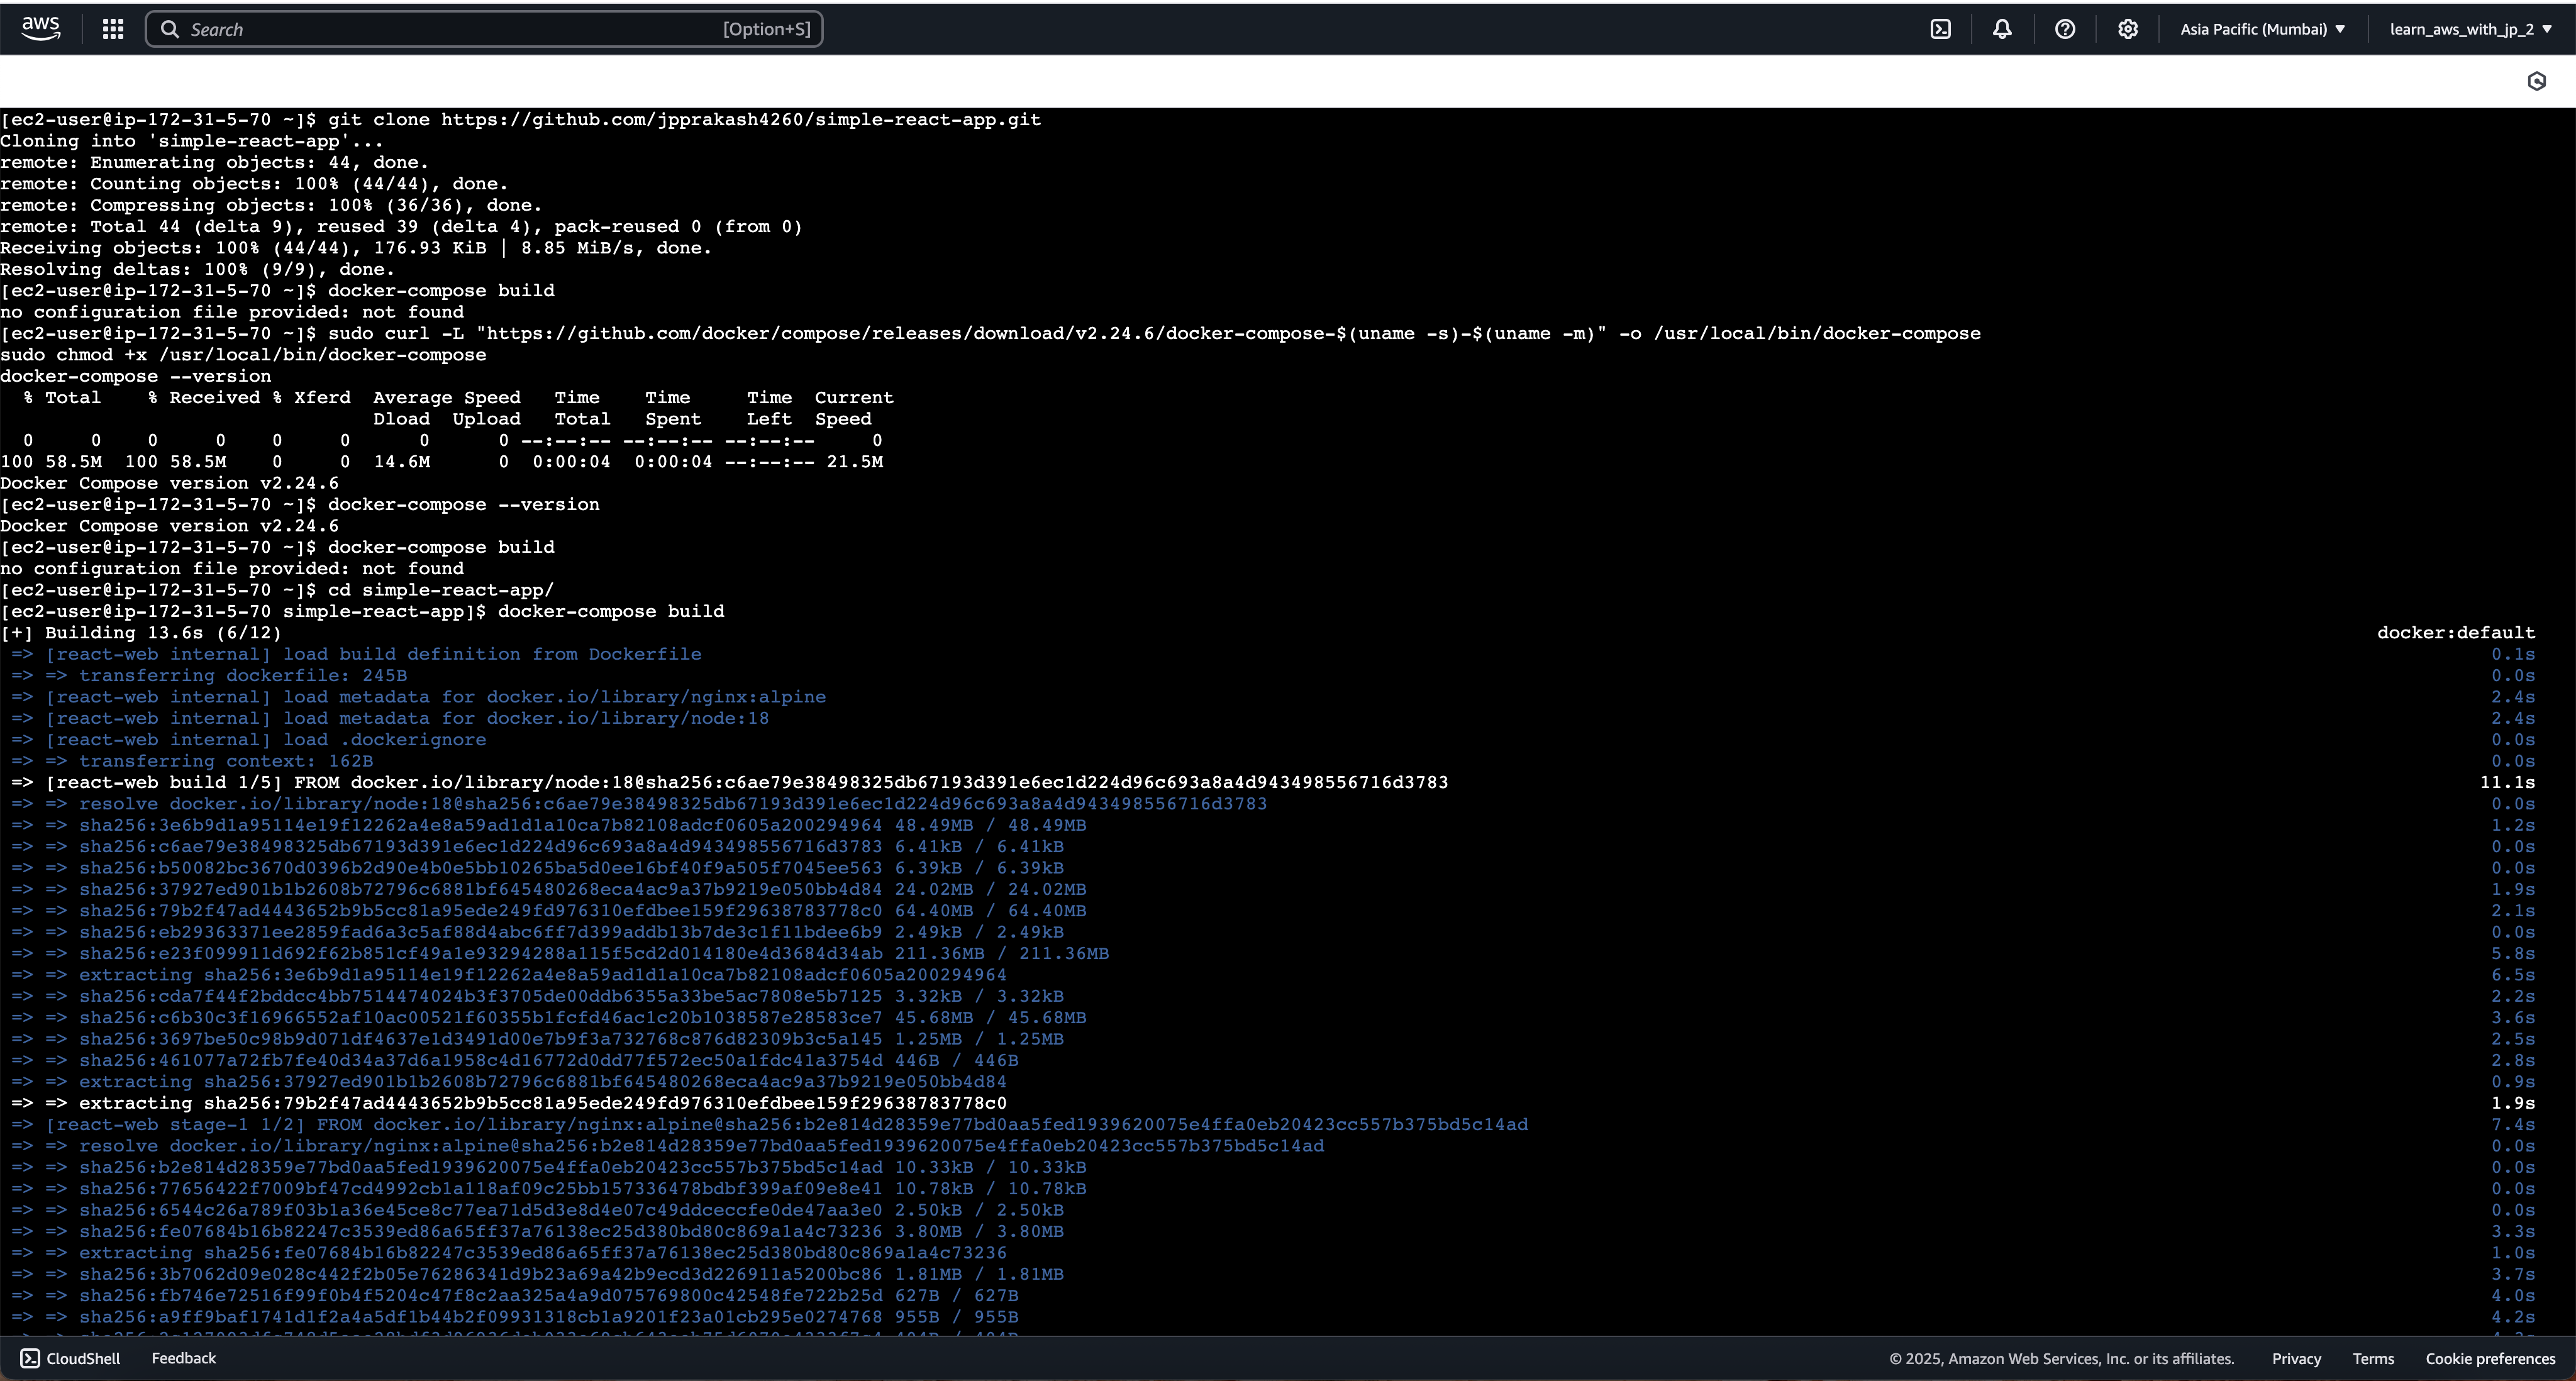 aws
Search [Option+S]
Asia Pacific (Mumbai)
learn_aws_with_jp_2
[ec2-user@ip-172-31-5-70 ~]$ git clone https://github.com/jpprakash4260/simple-react-app.git
Cloning into 'simple-react-app'...
remote: Enumerating objects: 44, done.
remote: Counting objects: 100% (44/44), done.
remote: Compressing objects: 100% (36/36), done.
remote: Total 44 (delta 9), reused 39 (delta 4), pack-reused 0 (from 0)
Receiving objects: 100% (44/44), 176.93 KiB | 8.85 MiB/s, done.
Resolving deltas: 100% (9/9), done.
[ec2-user@ip-172-31-5-70 ~]$ docker-compose build
no configuration file provided: not found
[ec2-user@ip-172-31-5-70 ~]$ sudo curl -L "https://github.com/docker/compose/releases/download/v2.24.6/docker-compose-$(uname -s)-$(uname -m)" -o /usr/local/bin/docker-compose
sudo chmod +x /usr/local/bin/docker-compose
docker-compose --version
% Total % Received % Xferd Average Speed Time Time Time Current
Dload Upload Total Spent Left Speed
0 0 0 0 0 0 0 0 --:--:-- --:--:-- --:--:-- 0
100 58.5M 100 58.5M 0 0 14.6M 0 0:00:04 0:00:04 --:--:-- 21.5M
Docker Compose version v2.24.6
[ec2-user@ip-172-31-5-70 ~]$ docker-compose --version
Docker Compose version v2.24.6
[ec2-user@ip-172-31-5-70 ~]$ docker-compose build
no configuration file provided: not found
[ec2-user@ip-172-31-5-70 ~]$ cd simple-react-app/
[ec2-user@ip-172-31-5-70 simple-react-app]$ docker-compose build
[+] Building 13.6s (6/12) docker:default
=> [react-web internal] load build definition from Dockerfile 0.1s
=> => transferring dockerfile: 245B 0.0s
=> [react-web internal] load metadata for docker.io/library/nginx:alpine 2.4s
=> [react-web internal] load metadata for docker.io/library/node:18 2.4s
=> [react-web internal] load .dockerignore 0.0s
=> => transferring context: 162B 0.0s
=> [react-web build 1/5] FROM docker.io/library/node:18@sha256:c6ae79e38498325db67193d391e6ec1d224d96c693a8a4d943498556716d3783 11.1s
=> => resolve docker.io/library/node:18@sha256:c6ae79e38498325db67193d391e6ec1d224d96c693a8a4d943498556716d3783 0.0s
=> => sha256:3e6b9d1a95114e19f12262a4e8a59ad1d1a10ca7b82108adcf0605a200294964 48.49MB / 48.49MB 1.2s
=> => sha256:c6ae79e38498325db67193d391e6ec1d224d96c693a8a4d943498556716d3783 6.41kB / 6.41kB 0.0s
=> => sha256:b50082bc3670d0396b2d90e4b0e5bb10265ba5d0ee16bf40f9a505f7045ee563 6.39kB / 6.39kB 0.0s
=> => sha256:37927ed901b1b2608b72796c6881bf645480268eca4ac9a37b9219e050bb4d84 24.02MB / 24.02MB 1.9s
=> => sha256:79b2f47ad4443652b9b5cc81a95ede249fd976310efdbee159f29638783778c0 64.40MB / 64.40MB 2.1s
=> => sha256:eb29363371ee2859fad6a3c5af88d4abc6ff7d399addb13b7de3c1f11bdee6b9 2.49kB / 2.49kB 0.0s
=> => sha256:e23f099911d692f62b851cf49a1e93294288a115f5cd2d014180e4d3684d34ab 211.36MB / 211.36MB 5.8s
=> => extracting sha256:3e6b9d1a95114e19f12262a4e8a59ad1d1a10ca7b82108adcf0605a200294964 6.5s
=> => sha256:cda7f44f2bddcc4bb7514474024b3f3705de00ddb6355a33be5ac7808e5b7125 3.32kB / 3.32kB 2.2s
=> => sha256:c6b30c3f16966552af10ac00521f60355b1fcfd46ac1c20b1038587e28583ce7 45.68MB / 45.68MB 3.6s
=> => sha256:3697be50c98b9d071df4637e1d3491d00e7b9f3a732768c876d82309b3c5a145 1.25MB / 1.25MB 2.5s
=> => sha256:461077a72fb7fe40d34a37d6a1958c4d16772d0dd77f572ec50a1fdc41a3754d 446B / 446B 2.8s
=> => extracting sha256:37927ed901b1b2608b72796c6881bf645480268eca4ac9a37b9219e050bb4d84 0.9s
=> => extracting sha256:79b2f47ad4443652b9b5cc81a95ede249fd976310efdbee159f29638783778c0 1.9s
=> [react-web stage-1 1/2] FROM docker.io/library/nginx:alpine@sha256:b2e814d28359e77bd0aa5fed1939620075e4ffa0eb20423cc557b375bd5c14ad 7.4s
=> => resolve docker.io/library/nginx:alpine@sha256:b2e814d28359e77bd0aa5fed1939620075e4ffa0eb20423cc557b375bd5c14ad 0.0s
=> => sha256:b2e814d28359e77bd0aa5fed1939620075e4ffa0eb20423cc557b375bd5c14ad 10.33kB / 10.33kB 0.0s
=> => sha256:77656422f7009bf47cd4992cb1a118af09c25bb157336478bdbf399af09e8e41 10.78kB / 10.78kB 0.0s
=> => sha256:6544c26a789f03b1a36e45ce8c77ea71d5d3e8d4e07c49ddceccfe0de47aa3e0 2.50kB / 2.50kB 0.0s
=> => sha256:fe07684b16b82247c3539ed86a65ff37a76138ec25d380bd80c869a1a4c73236 3.80MB / 3.80MB 3.3s
=> => extracting sha256:fe07684b16b82247c3539ed86a65ff37a76138ec25d380bd80c869a1a4c73236 1.0s
=> => sha256:3b7062d09e028c442f2b05e76286341d9b23a69a42b9ecd3d226911a5200bc86 1.81MB / 1.81MB 3.7s
=> => sha256:fb746e72516f99f0b4f5204c47f8c2aa325a4a9d075769800c42548fe722b25d 627B / 627B 4.0s
=> => sha256:a9ff9baf1741d1f2a4a5df1b44b2f09931318cb1a9201f23a01cb295e0274768 955B / 955B 4.2s
CloudShell Feedback
© 2025, Amazon Web Services, Inc. or its affiliates. Privacy Terms Cookie preferences